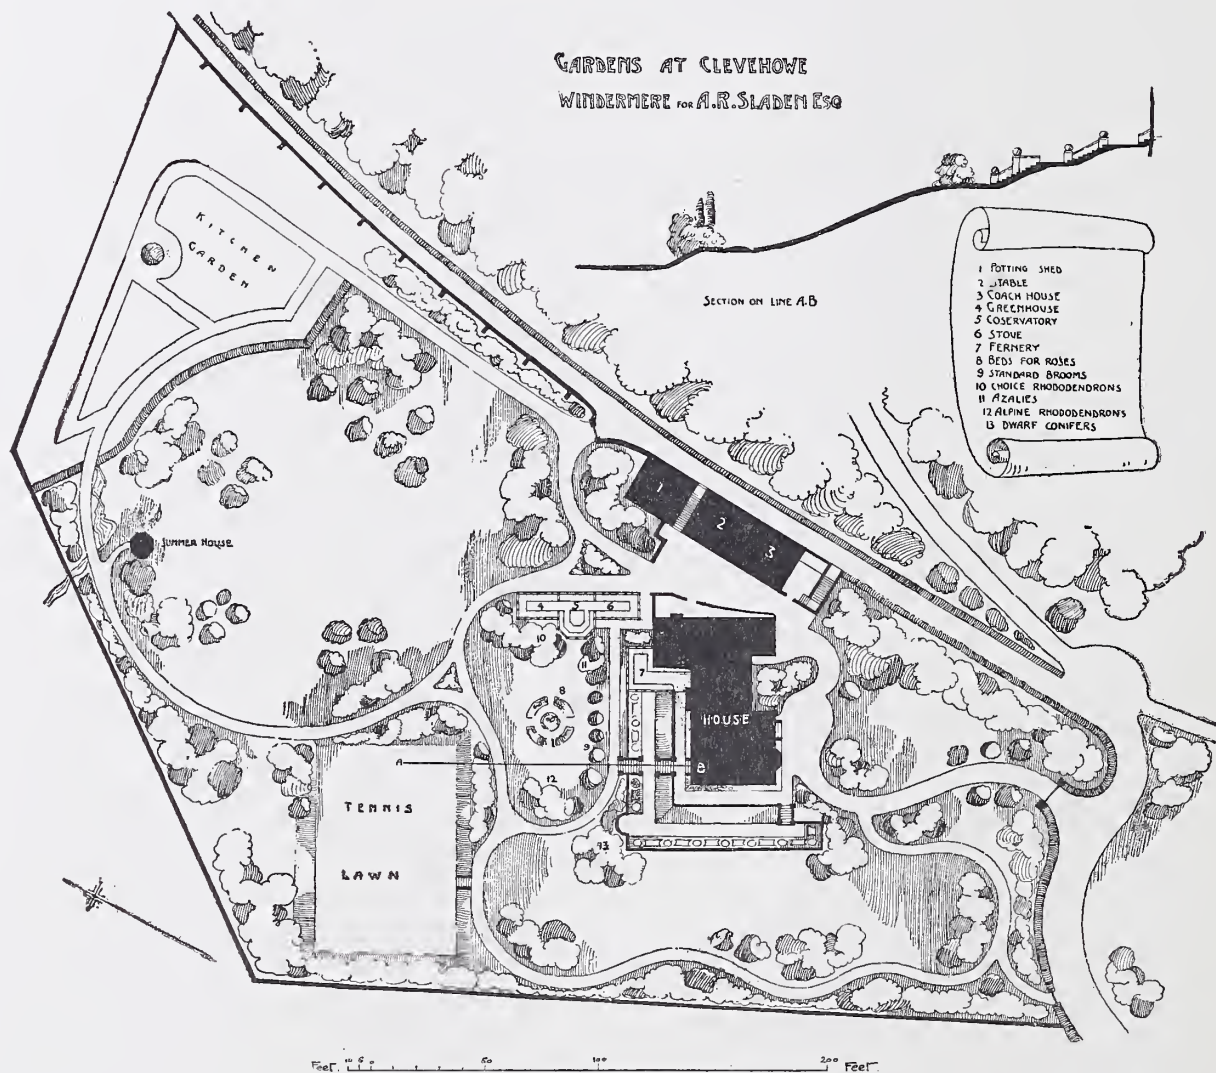 GARDENS AT CLEVEHOWE
WINDERMERE FOR A.R.SLADEN ESQ
SECTION ON LINE A.B
1 POTTING SHED
2 STABLE
3 COACH HOUSE
4 GREENHOUSE
5 COSERVATORY
6 STOVE
7 FERNERY
8 BEDS FOR ROSES
9 STANDARD BROOMS
10 CHOICE RHODODENDRONS
11 AZALIES
12 ALPINE RHODODENDRONS
13 DWARF CONIFERS
KITCHEN
GARDEN
1
2
3
SUMMER HOUSE
4 5 6
10
11
7
8
HOUSE
9
A
B
12
TENNIS
13
LAWN
Feet 10 5 0 50 100 200 Feet.